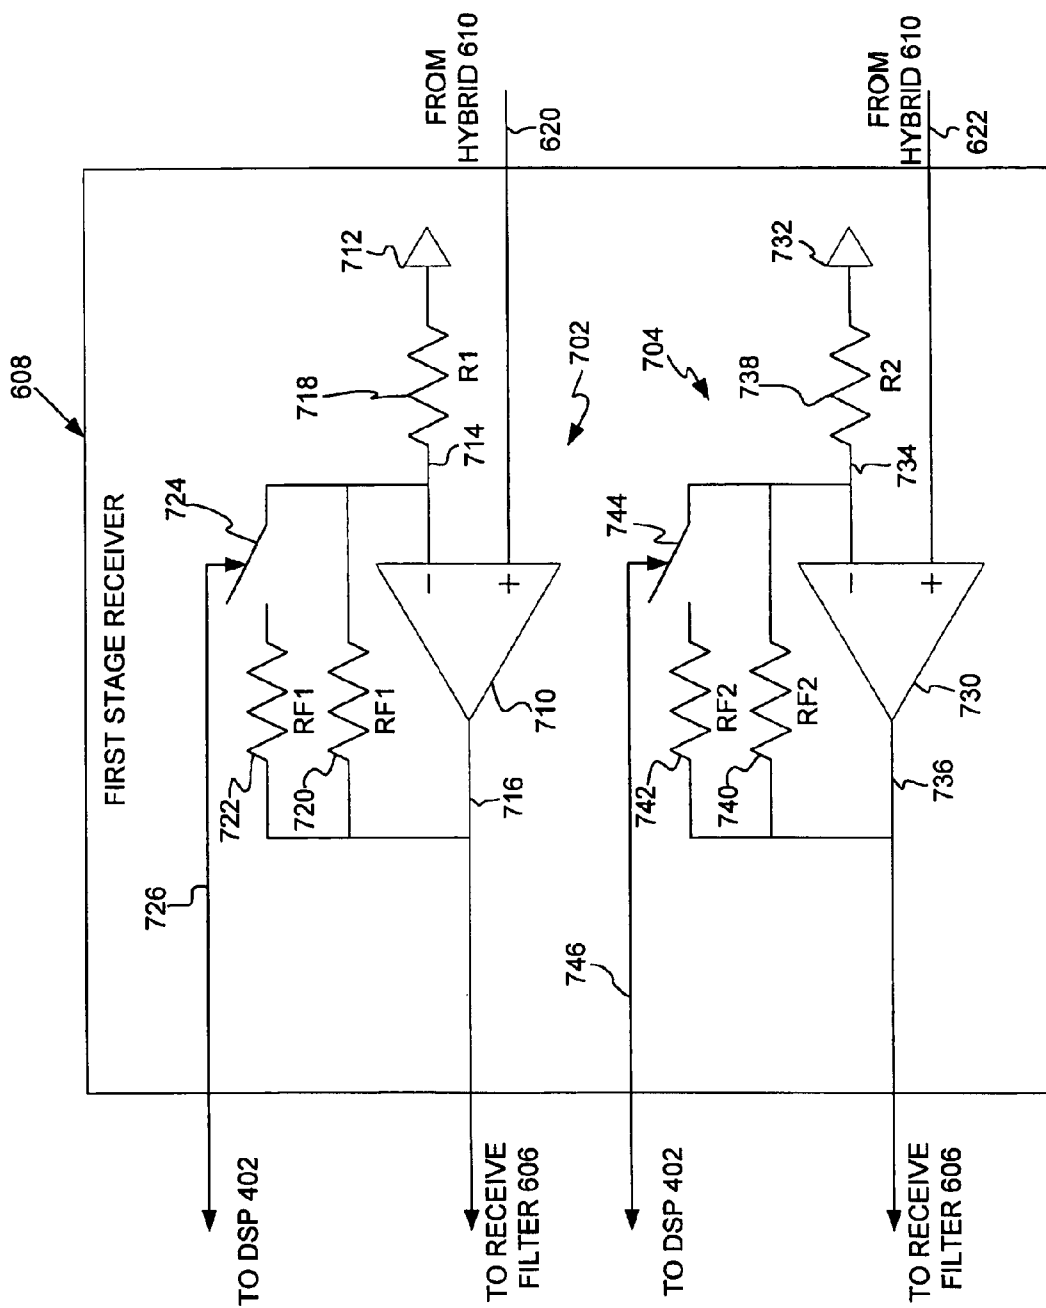 608
FIRST STAGE RECEIVER
726
724
722
RF1
720
RF1
718
R1
712
714
710
716
702
FROM
HYBRID 610
620
TO DSP 402
TO RECEIVE
FILTER 606
746
744
742
RF2
740
RF2
704
738
R2
732
734
730
736
FROM
HYBRID 610
622
TO DSP 402
TO RECEIVE
FILTER 606
−
+
−
+